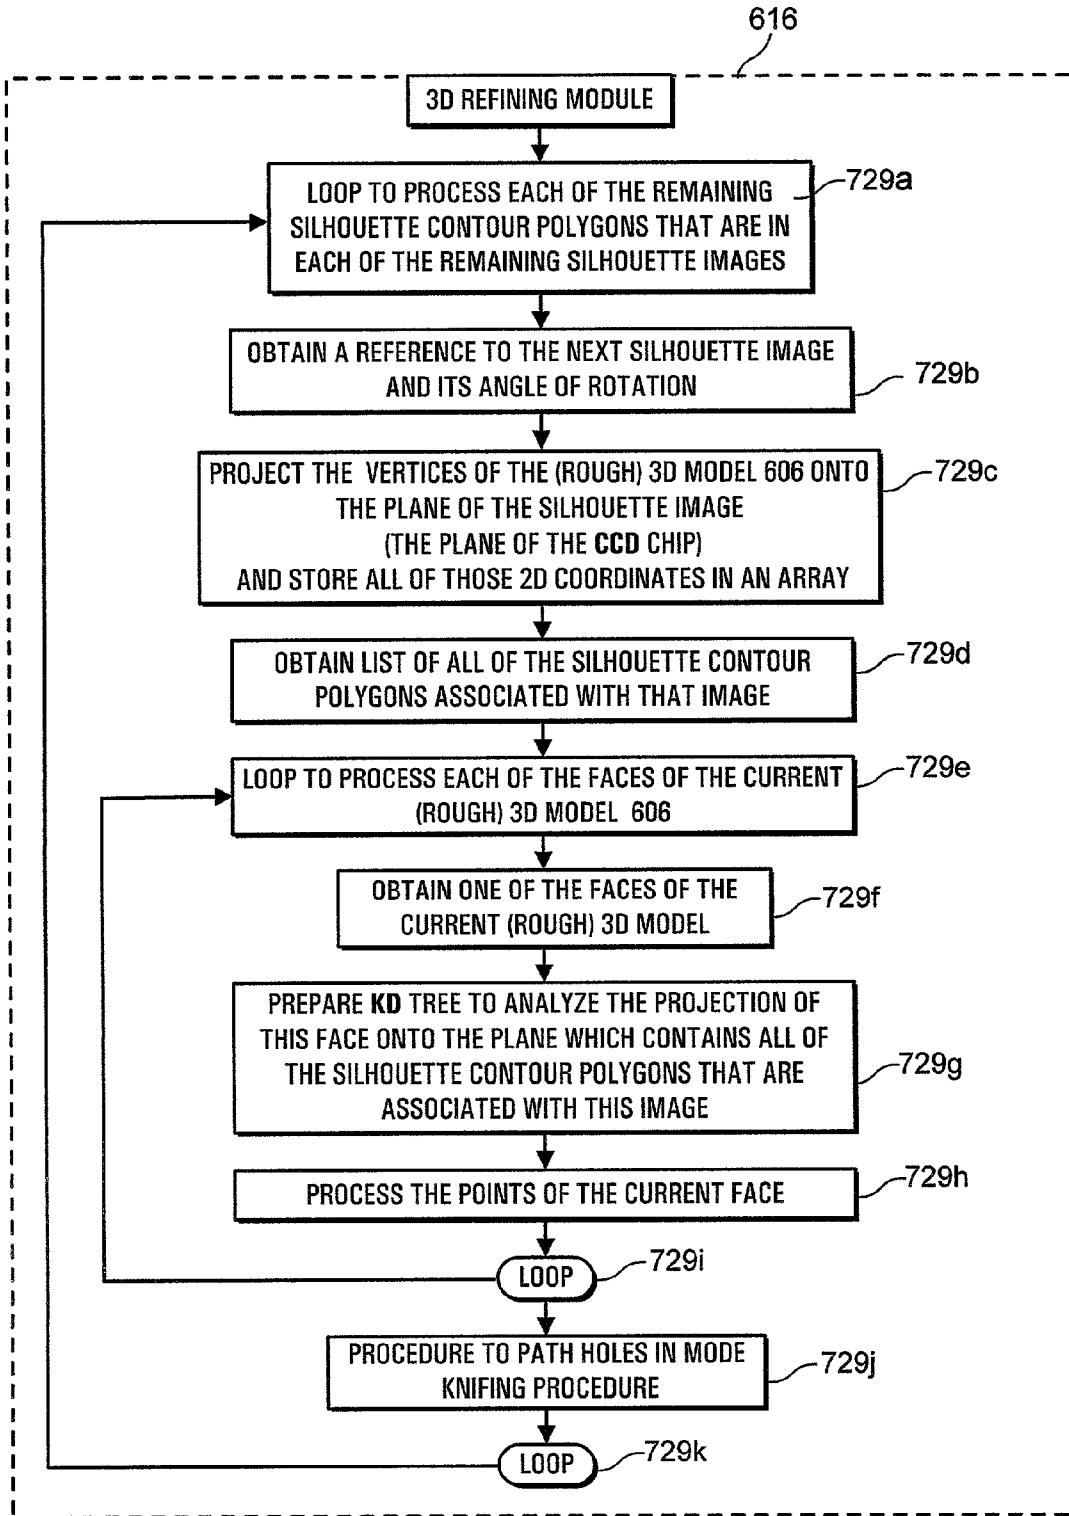 616
3D REFINING MODULE
LOOP TO PROCESS EACH OF THE REMAINING
SILHOUETTE CONTOUR POLYGONS THAT ARE IN
EACH OF THE REMAINING SILHOUETTE IMAGES
729a
OBTAIN A REFERENCE TO THE NEXT SILHOUETTE IMAGE
AND ITS ANGLE OF ROTATION
729b
PROJECT THE VERTICES OF THE (ROUGH) 3D MODEL 606 ONTO
THE PLANE OF THE SILHOUETTE IMAGE
(THE PLANE OF THE CCD CHIP)
AND STORE ALL OF THOSE 2D COORDINATES IN AN ARRAY
729c
OBTAIN LIST OF ALL OF THE SILHOUETTE CONTOUR
POLYGONS ASSOCIATED WITH THAT IMAGE
729d
LOOP TO PROCESS EACH OF THE FACES OF THE CURRENT
(ROUGH) 3D MODEL 606
729e
OBTAIN ONE OF THE FACES OF THE
CURRENT (ROUGH) 3D MODEL
729f
PREPARE KD TREE TO ANALYZE THE PROJECTION OF
THIS FACE ONTO THE PLANE WHICH CONTAINS ALL OF
THE SILHOUETTE CONTOUR POLYGONS THAT ARE
ASSOCIATED WITH THIS IMAGE
729g
PROCESS THE POINTS OF THE CURRENT FACE
729h
LOOP
729i
PROCEDURE TO PATH HOLES IN MODE
KNIFING PROCEDURE
729j
LOOP
729k